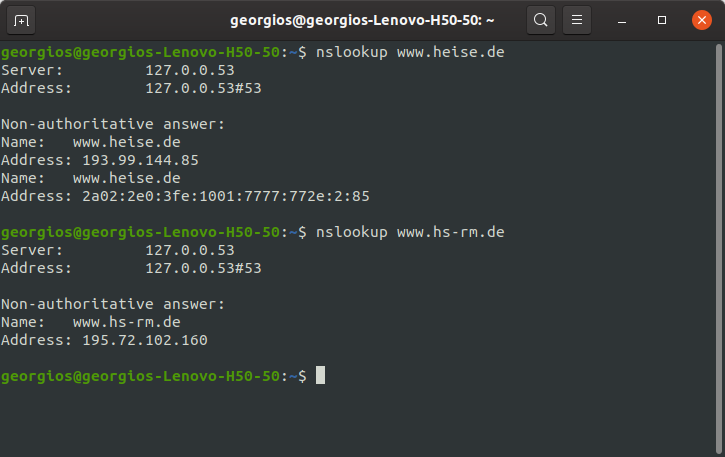 georgios@georgios-Lenovo-H50-50: ~
georgios@georgios-Lenovo-H50-50:~$ nslookup www.heise.de
Server:         127.0.0.53
Address:        127.0.0.53#53

Non-authoritative answer:
Name:   www.heise.de
Address: 193.99.144.85
Name:   www.heise.de
Address: 2a02:2e0:3fe:1001:7777:772e:2:85

georgios@georgios-Lenovo-H50-50:~$ nslookup www.hs-rm.de
Server:         127.0.0.53
Address:        127.0.0.53#53

Non-authoritative answer:
Name:   www.hs-rm.de
Address: 195.72.102.160

georgios@georgios-Lenovo-H50-50:~$